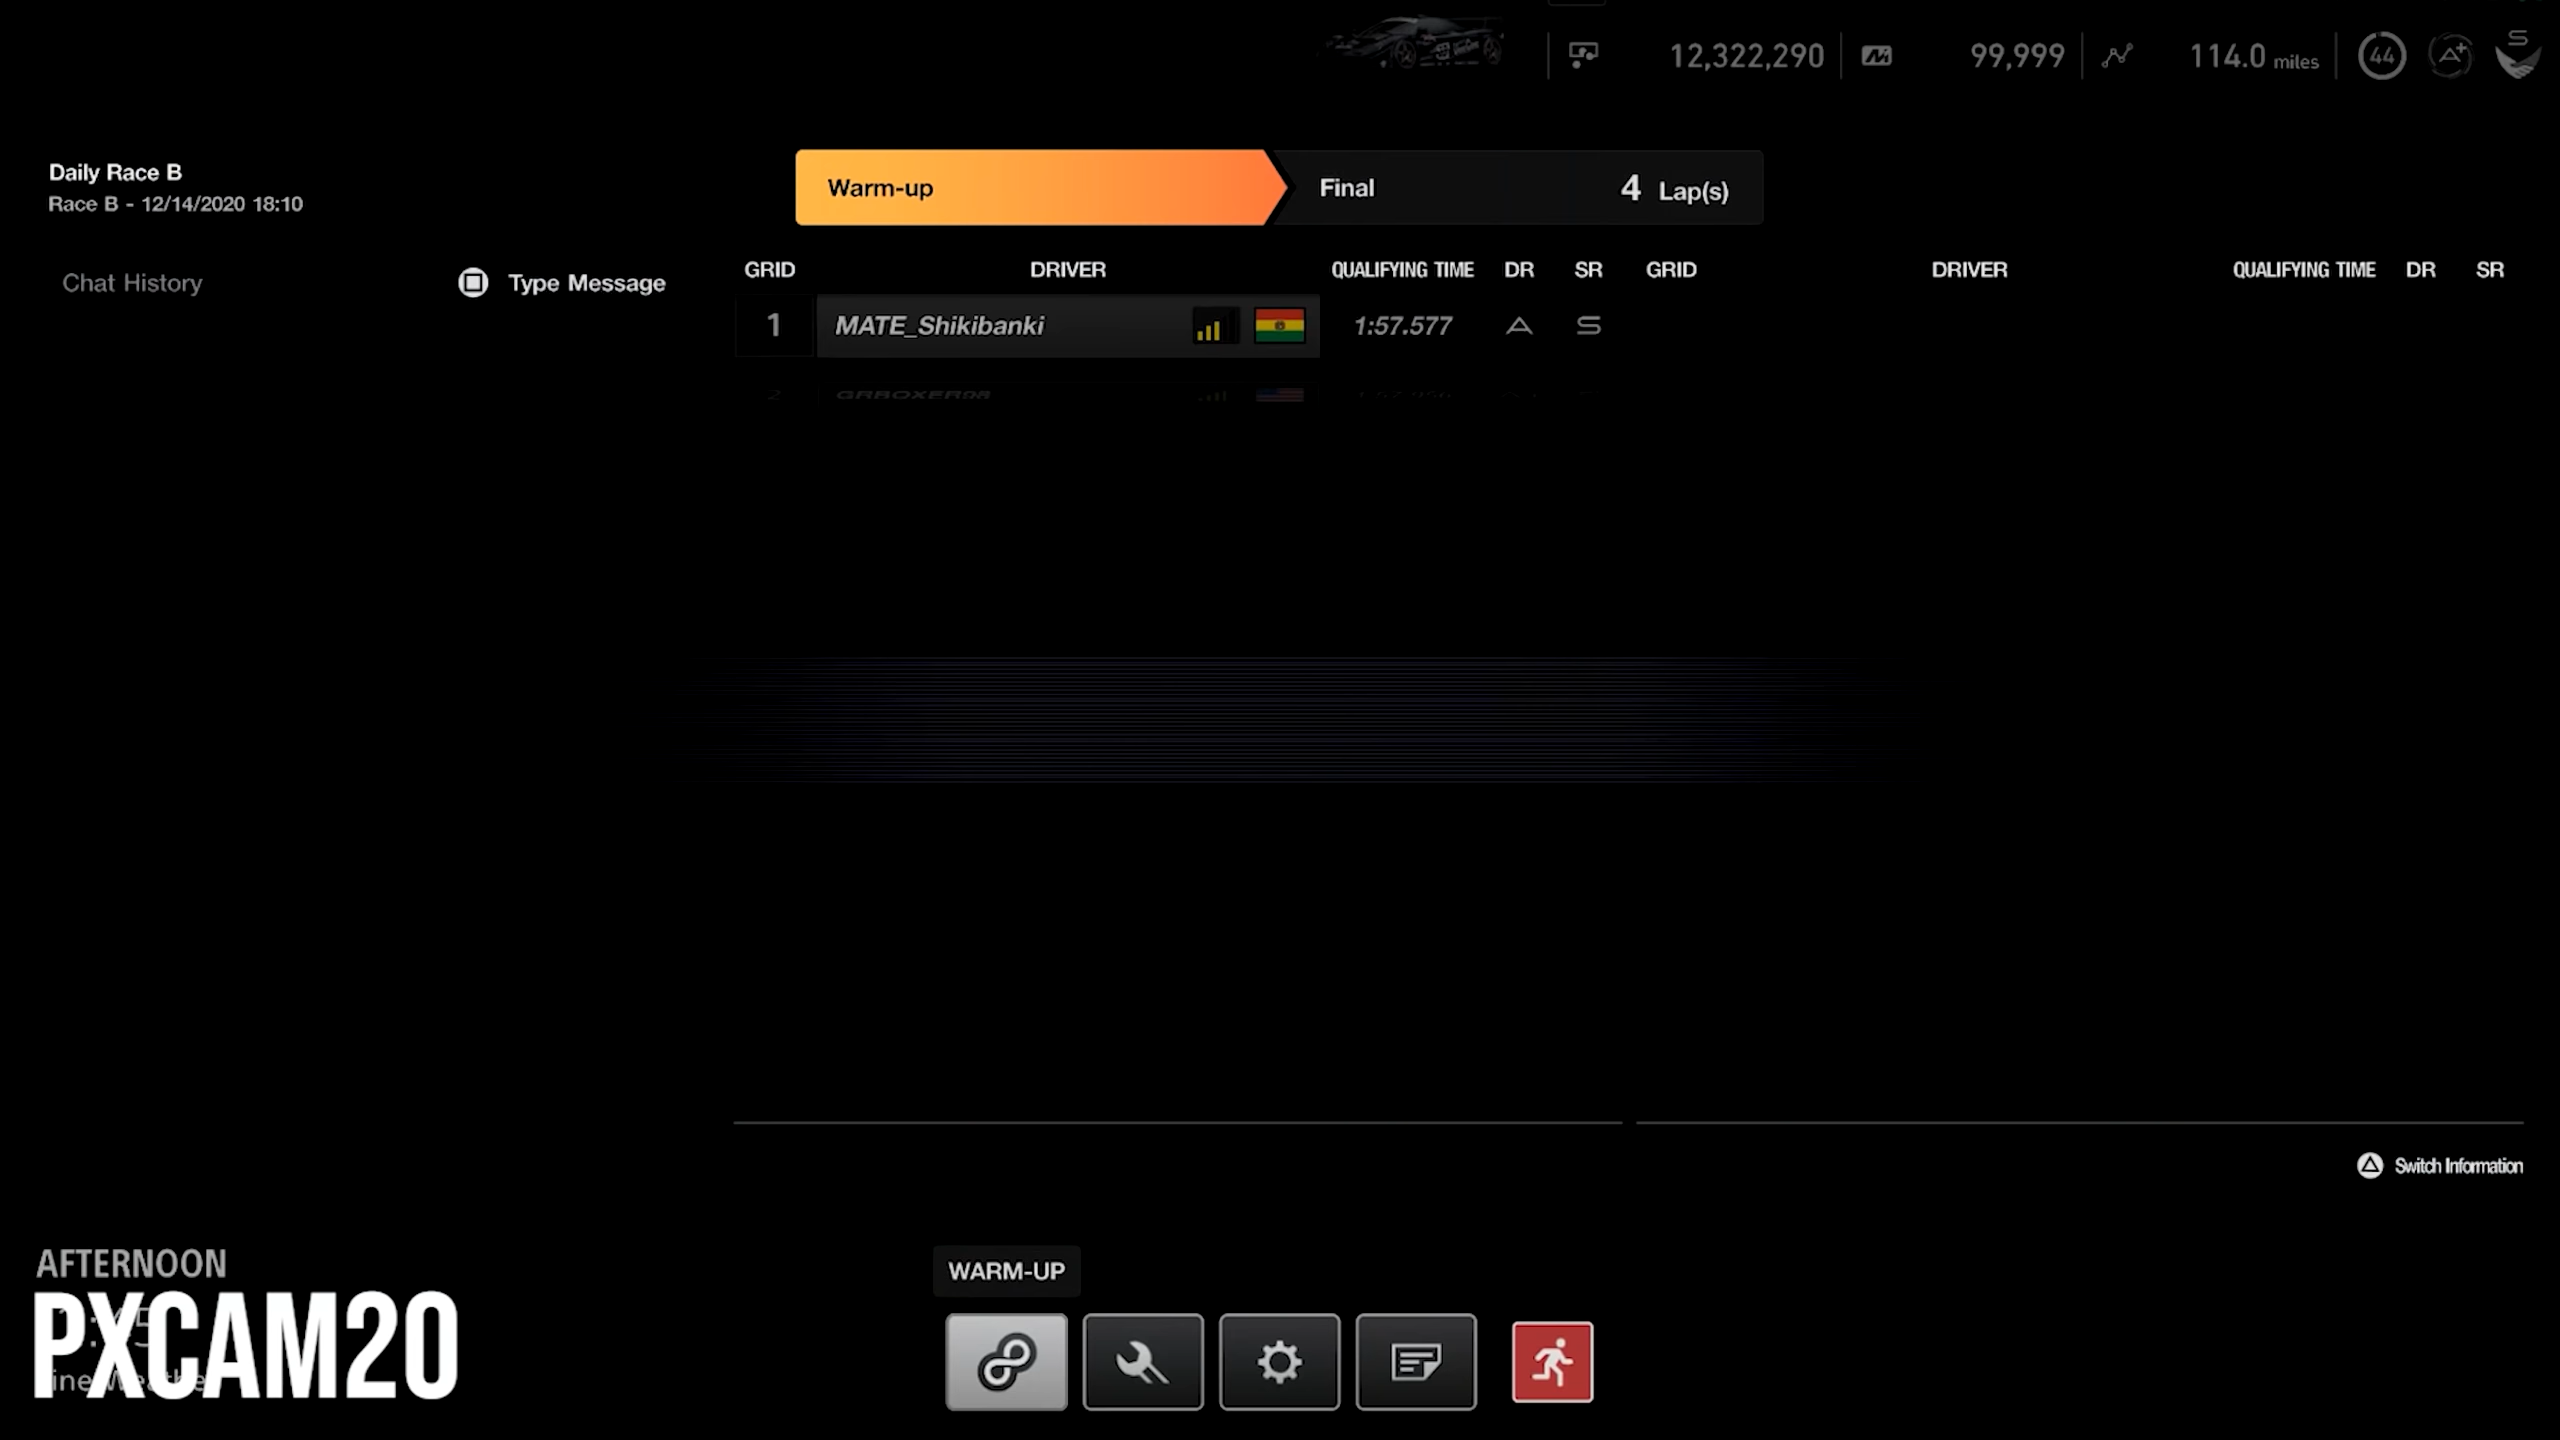 12,322,290 99,999 114.0 miles 44 A+ S
Daily Race B
Race B - 12/14/2020 18:10
Warm-up Final 4 Lap(s)
Chat History Type Message
GRID DRIVER QUALIFYING TIME DR SR GRID DRIVER QUALIFYING TIME DR SR
1 MATE_Shikibanki 1:57.577 A S
2 GRBOXER98
Switch Information
AFTERNOON
PXCAM20
WARM-UP